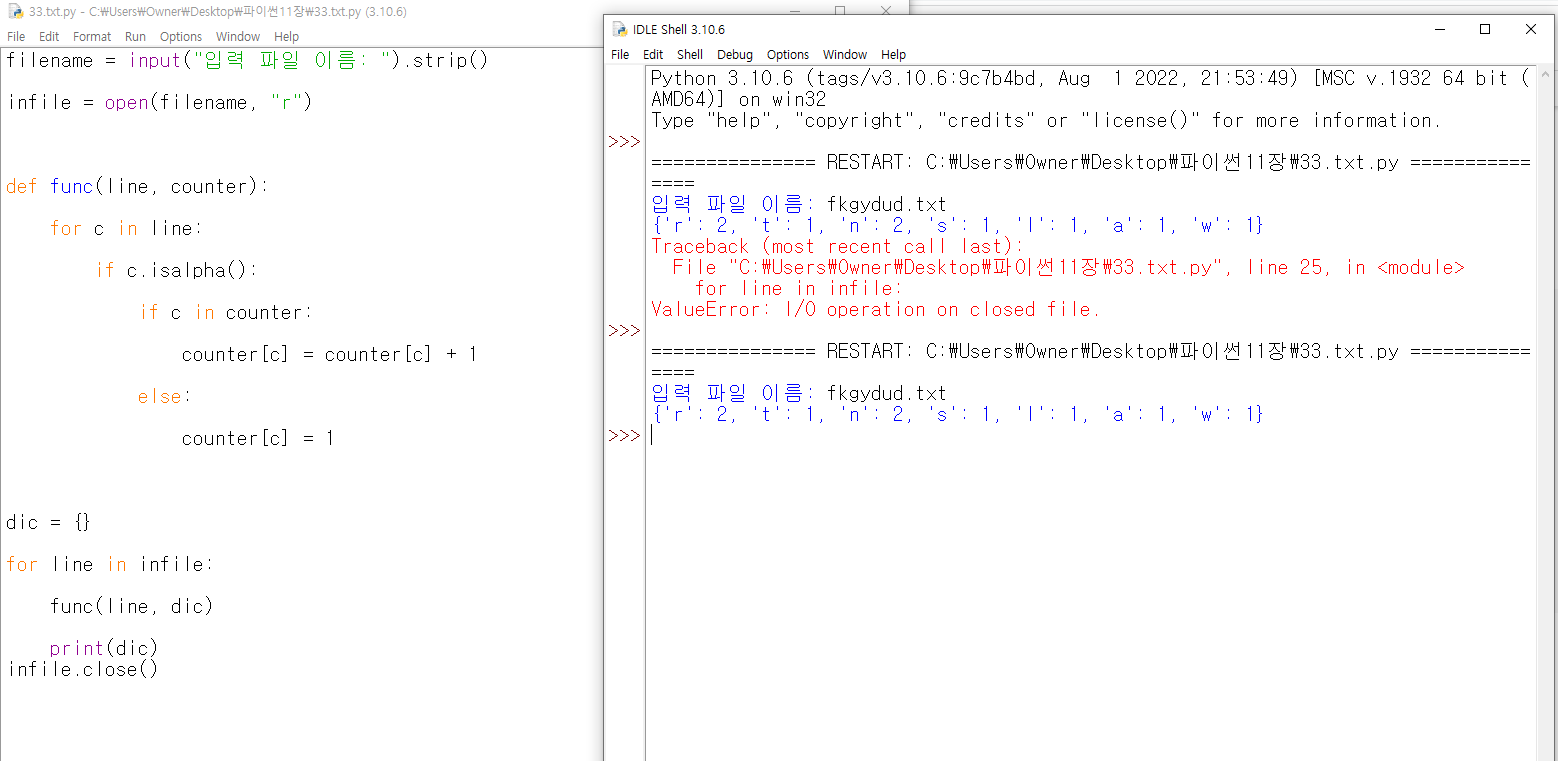 33.txt.py - C:\Users\Owner\Desktop\파이썬11장\33.txt.py (3.10.6)
File Edit Format Run Options Window Help
filename = input("입력 파일 이름: ").strip()
infile = open(filename, "r")
def func(line, counter):
for c in line:
if c.isalpha():
if c in counter:
counter[c] = counter[c] + 1
else:
counter[c] = 1
dic = {}
for line in infile:
func(line, dic)
print(dic)
infile.close()
IDLE Shell 3.10.6
File Edit Shell Debug Options Window Help
Python 3.10.6 (tags/v3.10.6:9c7b4bd, Aug  1 2022, 21:53:49) [MSC v.1932 64 bit (
AMD64)] on win32
Type "help", "copyright", "credits" or "license()" for more information.
>>>
=============== RESTART: C:\Users\Owner\Desktop\파이썬11장\33.txt.py ===========
====
입력 파일 이름: fkgydud.txt
{'r': 2, 't': 1, 'n': 2, 's': 1, 'l': 1, 'a': 1, 'w': 1}
Traceback (most recent call last):
File "C:\Users\Owner\Desktop\파이썬11장\33.txt.py", line 25, in <module>
for line in infile:
ValueError: I/O operation on closed file.
>>>
=============== RESTART: C:\Users\Owner\Desktop\파이썬11장\33.txt.py ===========
====
입력 파일 이름: fkgydud.txt
{'r': 2, 't': 1, 'n': 2, 's': 1, 'l': 1, 'a': 1, 'w': 1}
>>>